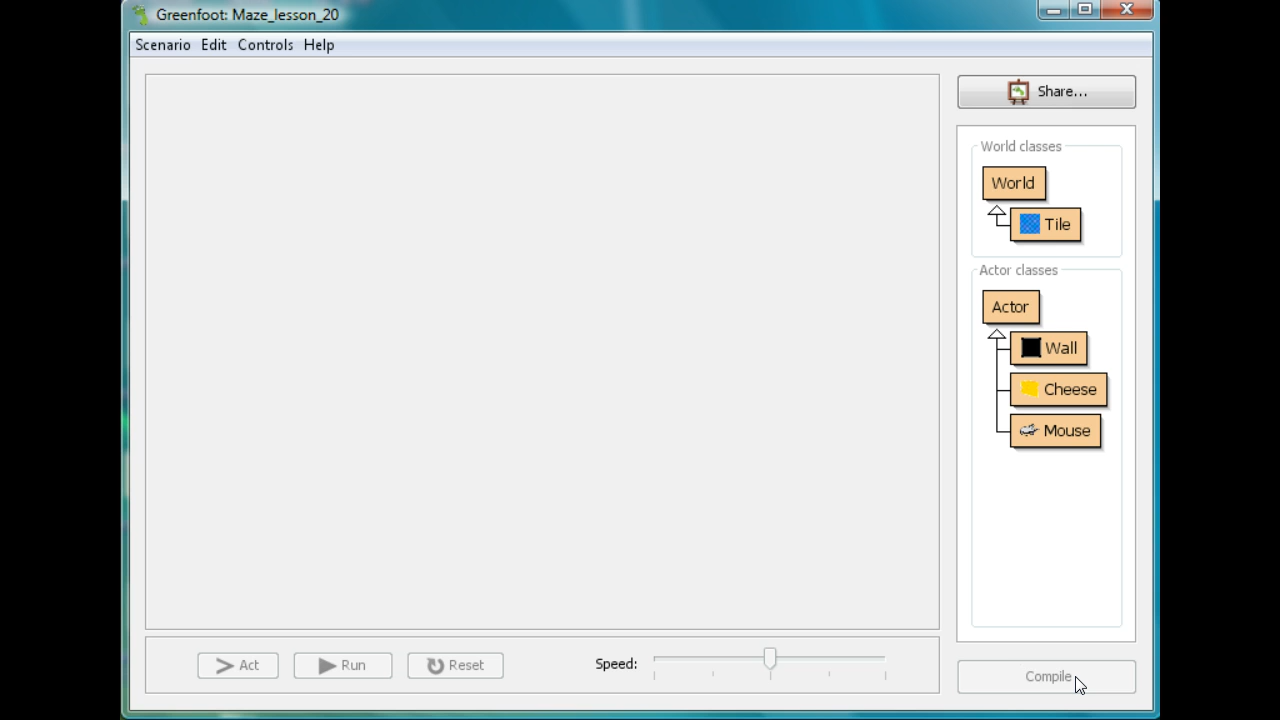 Greenfoot: Maze_lesson_20
Scenario Edit Controls Help
Share...
World classes
World
Tile
Actor classes
Actor
Wall
Cheese
Mouse
Act Run Reset Speed:
Compile